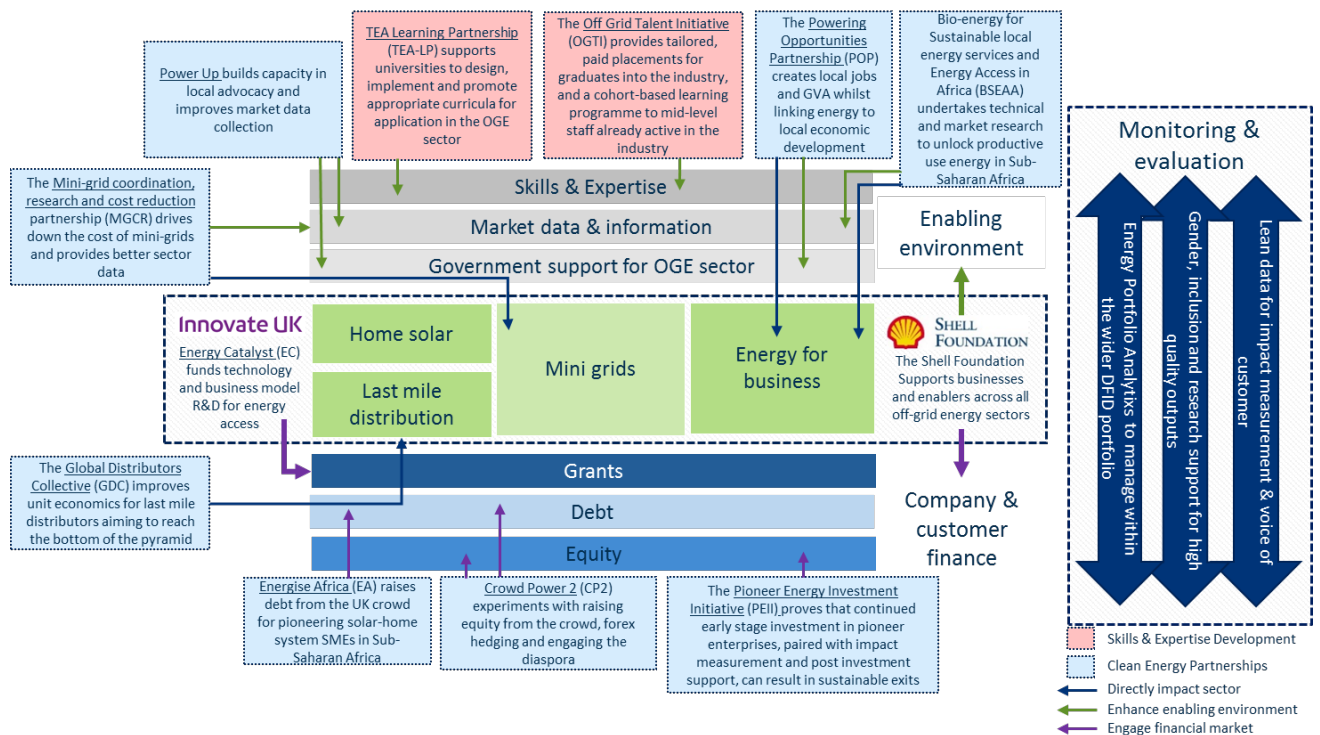 Power Up builds capacity in
local advocacy and
improves market data
collection
TEA Learning Partnership
(TEA-LP) supports
universities to design,
implement and promote
appropriate curricula for
application in the OGE
sector
The Off Grid Talent Initiative
(OGTI) provides tailored,
paid placements for
graduates into the industry,
and a cohort-based learning
programme to mid-level
staff already active in the
industry
The Powering
Opportunities
Partnership (POP)
creates local jobs
and GVA whilst
linking energy to
local economic
development
Bio-energy for
Sustainable local
energy services and
Energy Access in
Africa (BSEAA)
undertakes technical
and market research
to unlock productive
use energy in Sub-
Saharan Africa
The Mini-grid coordination,
research and cost reduction
partnership (MGCR) drives
down the cost of mini-grids
and provides better sector
data
Skills & Expertise
Market data & information
Government support for OGE sector
Enabling
environment
Innovate UK
Energy Catalyst (EC)
funds technology
and business model
R&D for energy
access
Home solar
Last mile
distribution
Mini grids
Energy for
business
SHELL
FOUNDATION
The Shell Foundation
Supports businesses
and enablers across all
off-grid energy sectors
The Global Distributors
Collective (GDC) improves
unit economics for last mile
distributors aiming to reach
the bottom of the pyramid
Grants
Debt
Equity
Company &
customer
finance
Energise Africa (EA) raises
debt from the UK crowd
for pioneering solar-home
system SMEs in Sub-
Saharan Africa
Crowd Power 2 (CP2)
experiments with raising
equity from the crowd, forex
hedging and engaging the
diaspora
The Pioneer Energy Investment
Initiative (PEII) proves that continued
early stage investment in pioneer
enterprises, paired with impact
measurement and post investment
support, can result in sustainable exits
Monitoring &
evaluation
Energy Portfolio Analytixs to manage within
the wider DFID portfolio
Gender, inclusion and research support for high
quality outputs
Lean data for impact measurement & voice of
customer
Skills & Expertise Development
Clean Energy Partnerships
Directly impact sector
Enhance enabling environment
Engage financial market